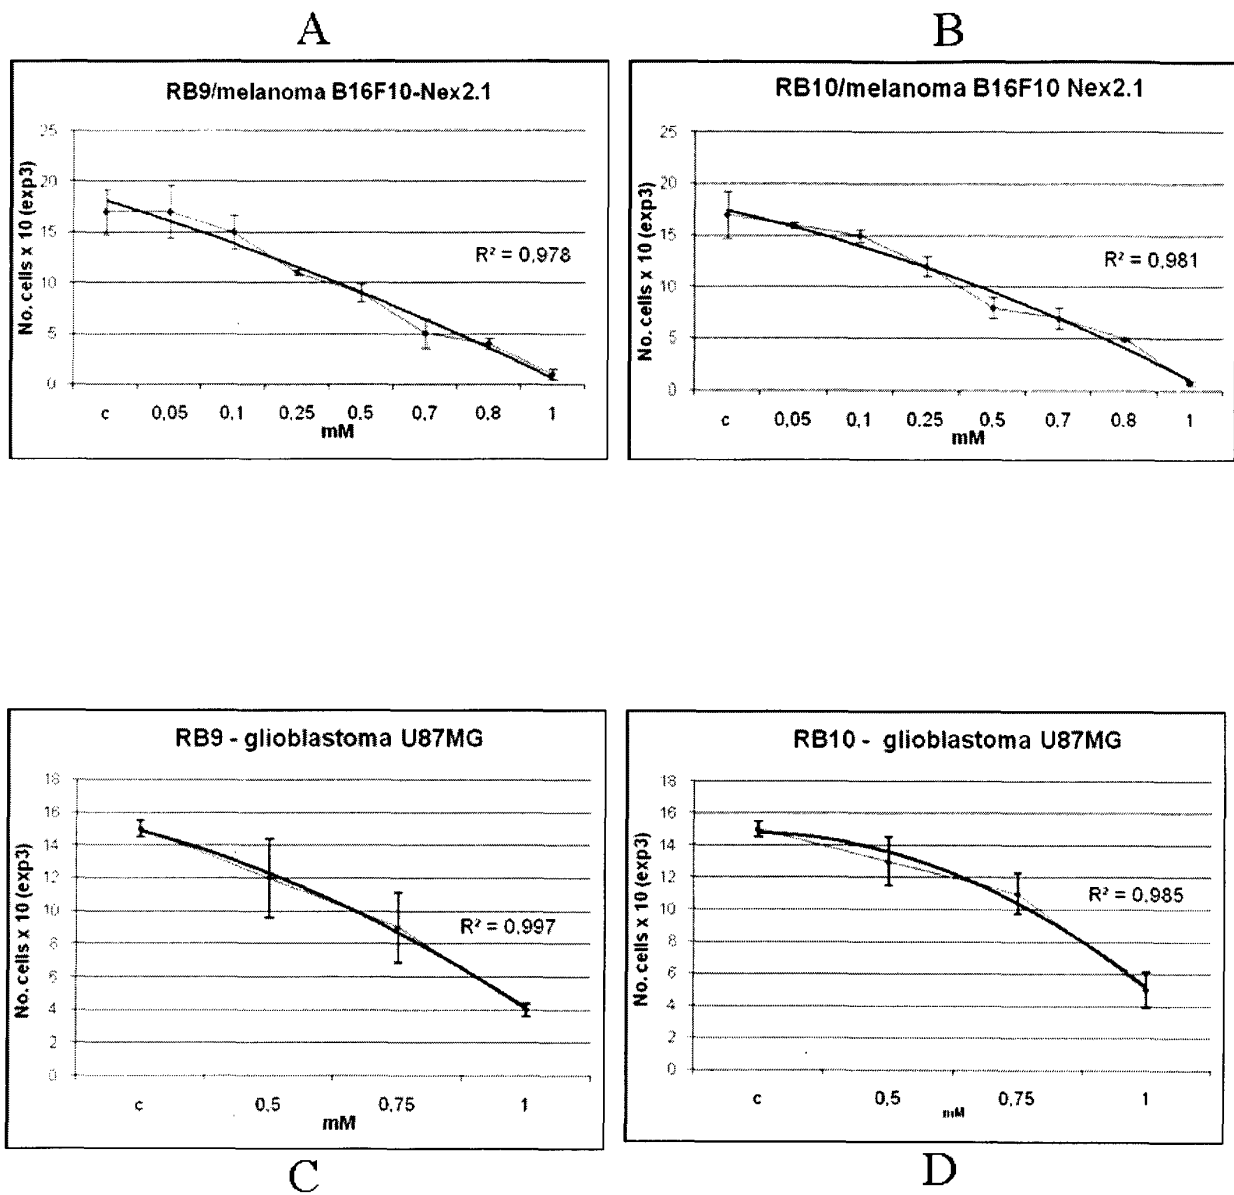 A
B
RB9/melanoma B16F10-Nex2.1
No. cells x 10 (exp3)
25
20
15
10
5
0
R² = 0,978
c 0,05 0,1 0,25 0,5 0,7 0,8 1
mM
RB10/melanoma B16F10 Nex2.1
No. cells x 10 (exp3)
25
20
15
10
5
0
R² = 0,981
c 0,05 0,1 0,25 0,5 0,7 0,8 1
mM
RB9 - glioblastoma U87MG
No. cells x 10 (exp3)
18
16
14
12
10
8
6
4
2
0
R² = 0,997
c 0,5 0,75 1
mM
RB10 - glioblastoma U87MG
No. cells x 10 (exp3)
18
16
14
12
10
8
6
4
2
0
R² = 0,985
c 0,5 0,75 1
mM
C
D